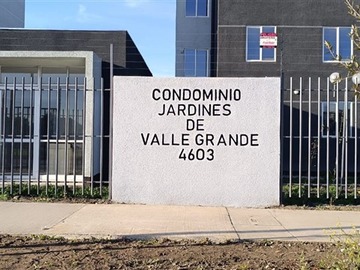 CONDOMINIO
JARDINES
DE
VALLE GRANDE
4603